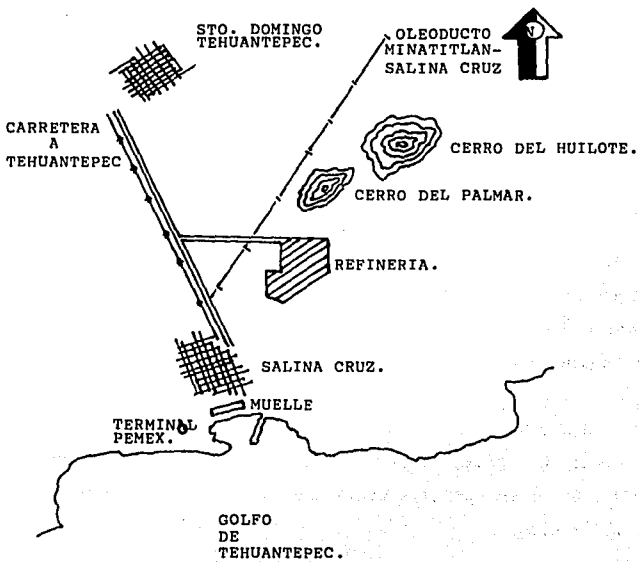 STO. DOMINGO
TEHUANTEPEC.
OLEODUCTO
MINATITLAN-
SALINA CRUZ
N
CARRETERA
A
TEHUANTEPEC
CERRO DEL HUILOTE.
CERRO DEL PALMAR.
REFINERIA.
SALINA CRUZ.
MUELLE
TERMINAL
PEMEX.
GOLFO
DE
TEHUANTEPEC.